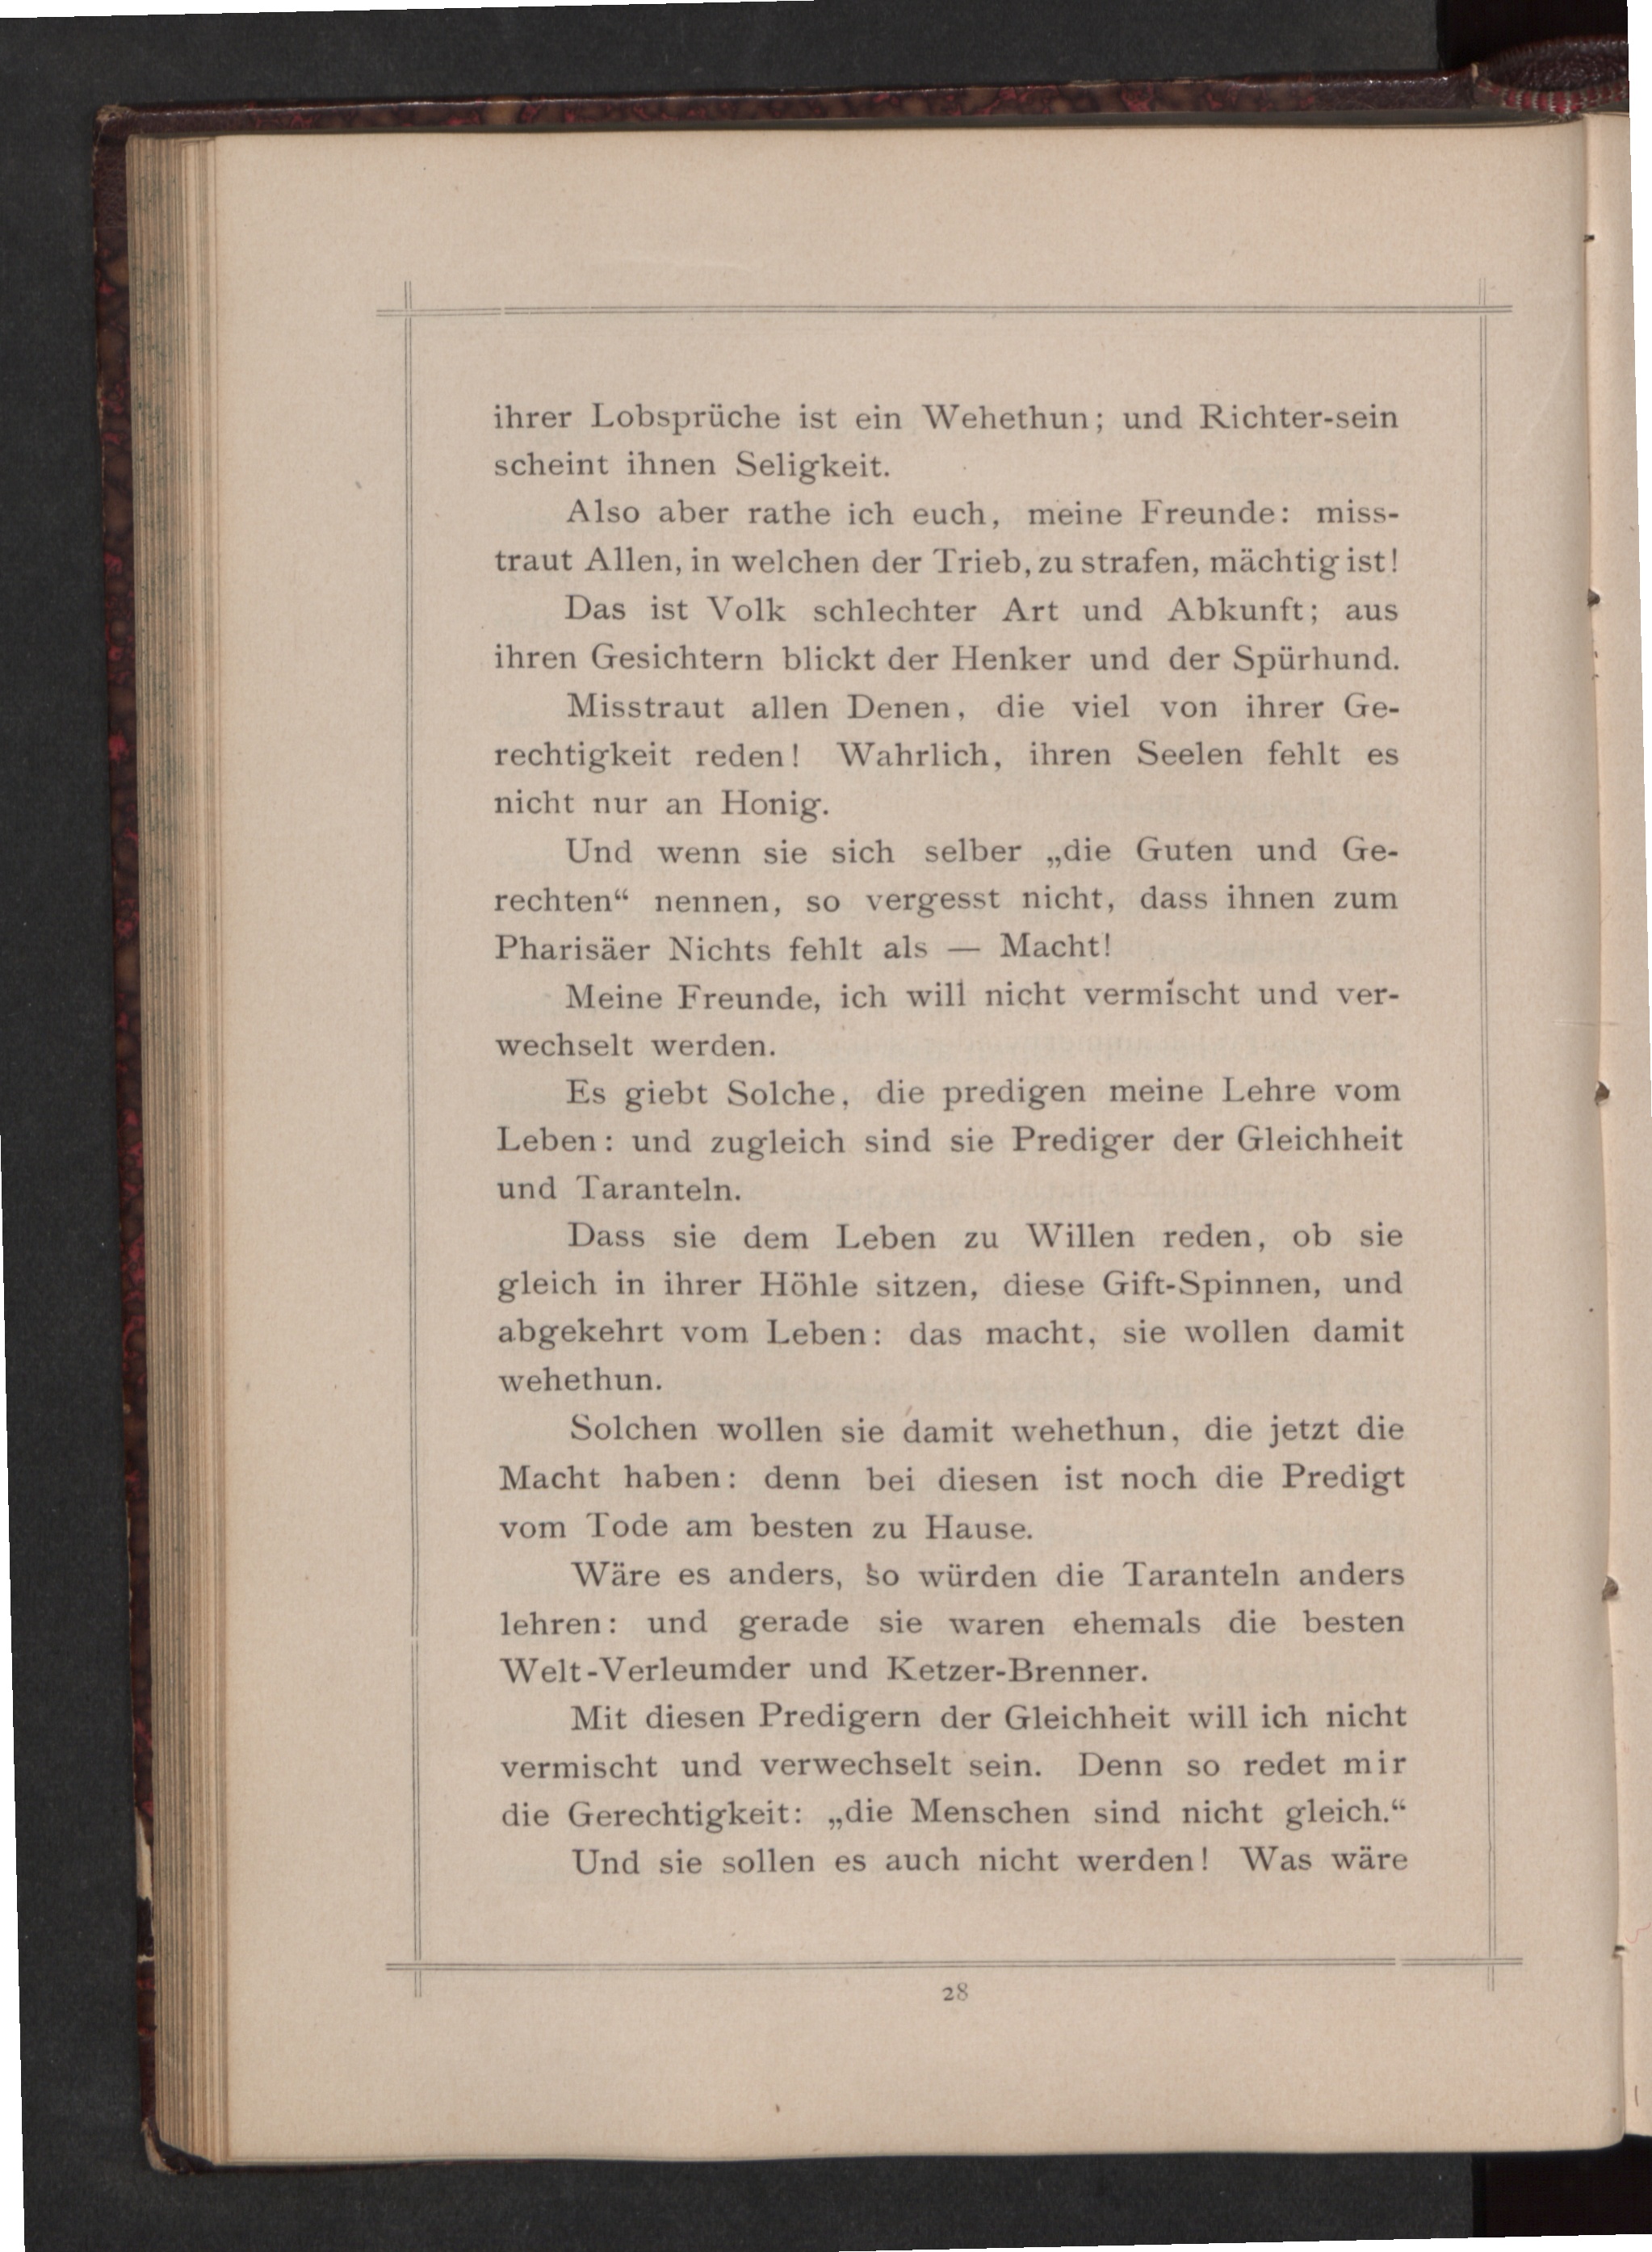 ihrer Lobsprüche ist ein Wehethun; und Richter-sein
scheint ihnen Seligkeit.
Also aber rathe ich euch, meine Freunde: miss-
traut Allen, in welchen der Trieb, zu strafen, mächtig ist!
Das ist Volk schlechter Art und Abkunft; aus
ihren Gesichtern blickt der Henker und der Spürhund.
Misstraut allen Denen, die viel von ihrer Ge-
rechtigkeit reden! Wahrlich, ihren Seelen fehlt es
nicht nur an Honig.
Und wenn sie sich selber „die Guten und Ge-
rechten“ nennen, so vergesst nicht, dass ihnen zum
Pharisäer Nichts fehlt als — Macht!
Meine Freunde, ich will nicht vermischt und ver-
wechselt werden.
Es giebt Solche, die predigen meine Lehre vom
Leben: und zugleich sind sie Prediger der Gleichheit
und Taranteln.
Dass sie dem Leben zu Willen reden, ob sie
gleich in ihrer Höhle sitzen, diese Gift-Spinnen, und
abgekehrt vom Leben: das macht, sie wollen damit
wehethun.
Solchen wollen sie damit wehethun, die jetzt die
Macht haben: denn bei diesen ist noch die Predigt
vom Tode am besten zu Hause.
Wäre es anders, so würden die Taranteln anders
lehren: und gerade sie waren ehemals die besten
Welt-Verleumder und Ketzer-Brenner.
Mit diesen Predigern der Gleichheit will ich nicht
vermischt und verwechselt sein. Denn so redet mir
die Gerechtigkeit: „die Menschen sind nicht gleich.“
Und sie sollen es auch nicht werden! Was wäre
28